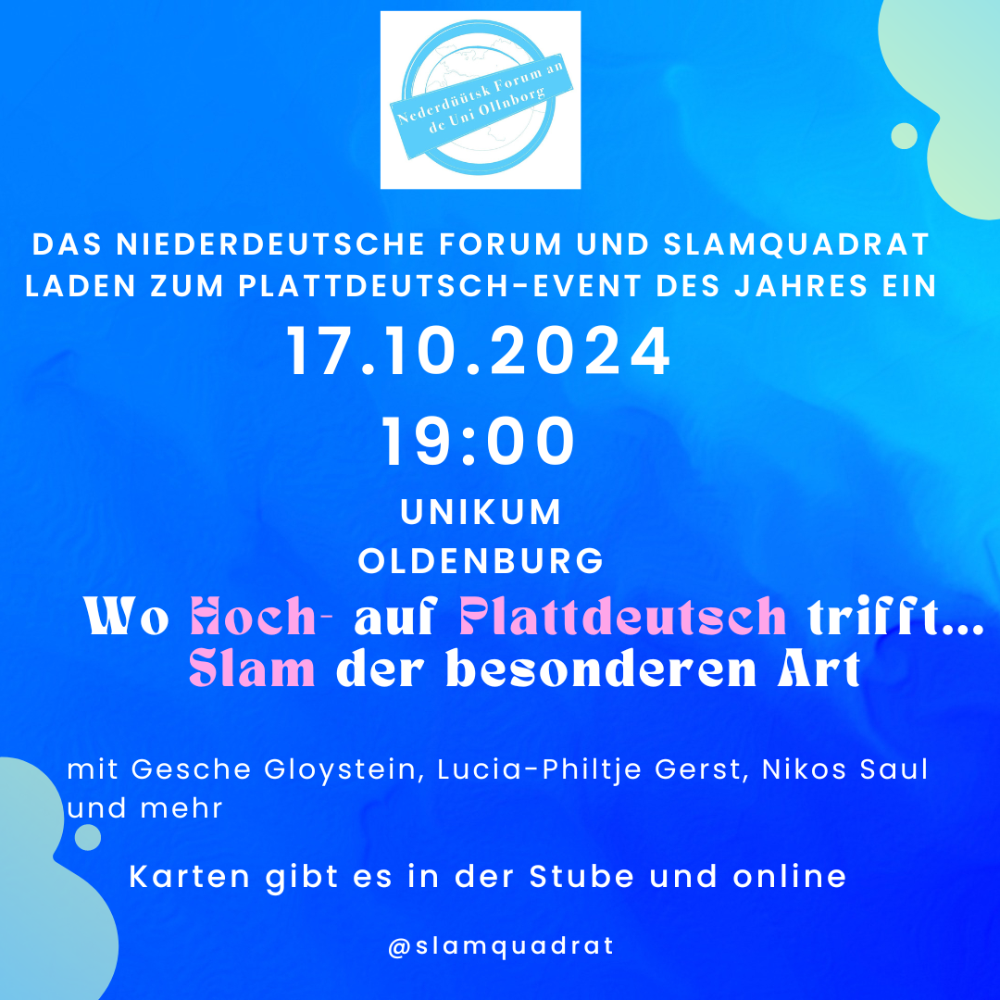 Nederdüütsk Forum an
de Uni Ollnborg
DAS NIEDERDEUTSCHE FORUM UND SLAMQUADRAT
LADEN ZUM PLATTDEUTSCH-EVENT DES JAHRES EIN
17.10.2024
19:00
UNIKUM
OLDENBURG
Wo Hoch- auf Plattdeutsch trifft...
Slam der besonderen Art
mit Gesche Gloystein, Lucia-Philtje Gerst, Nikos Saul
und mehr
Karten gibt es in der Stube und online
@slamquadrat